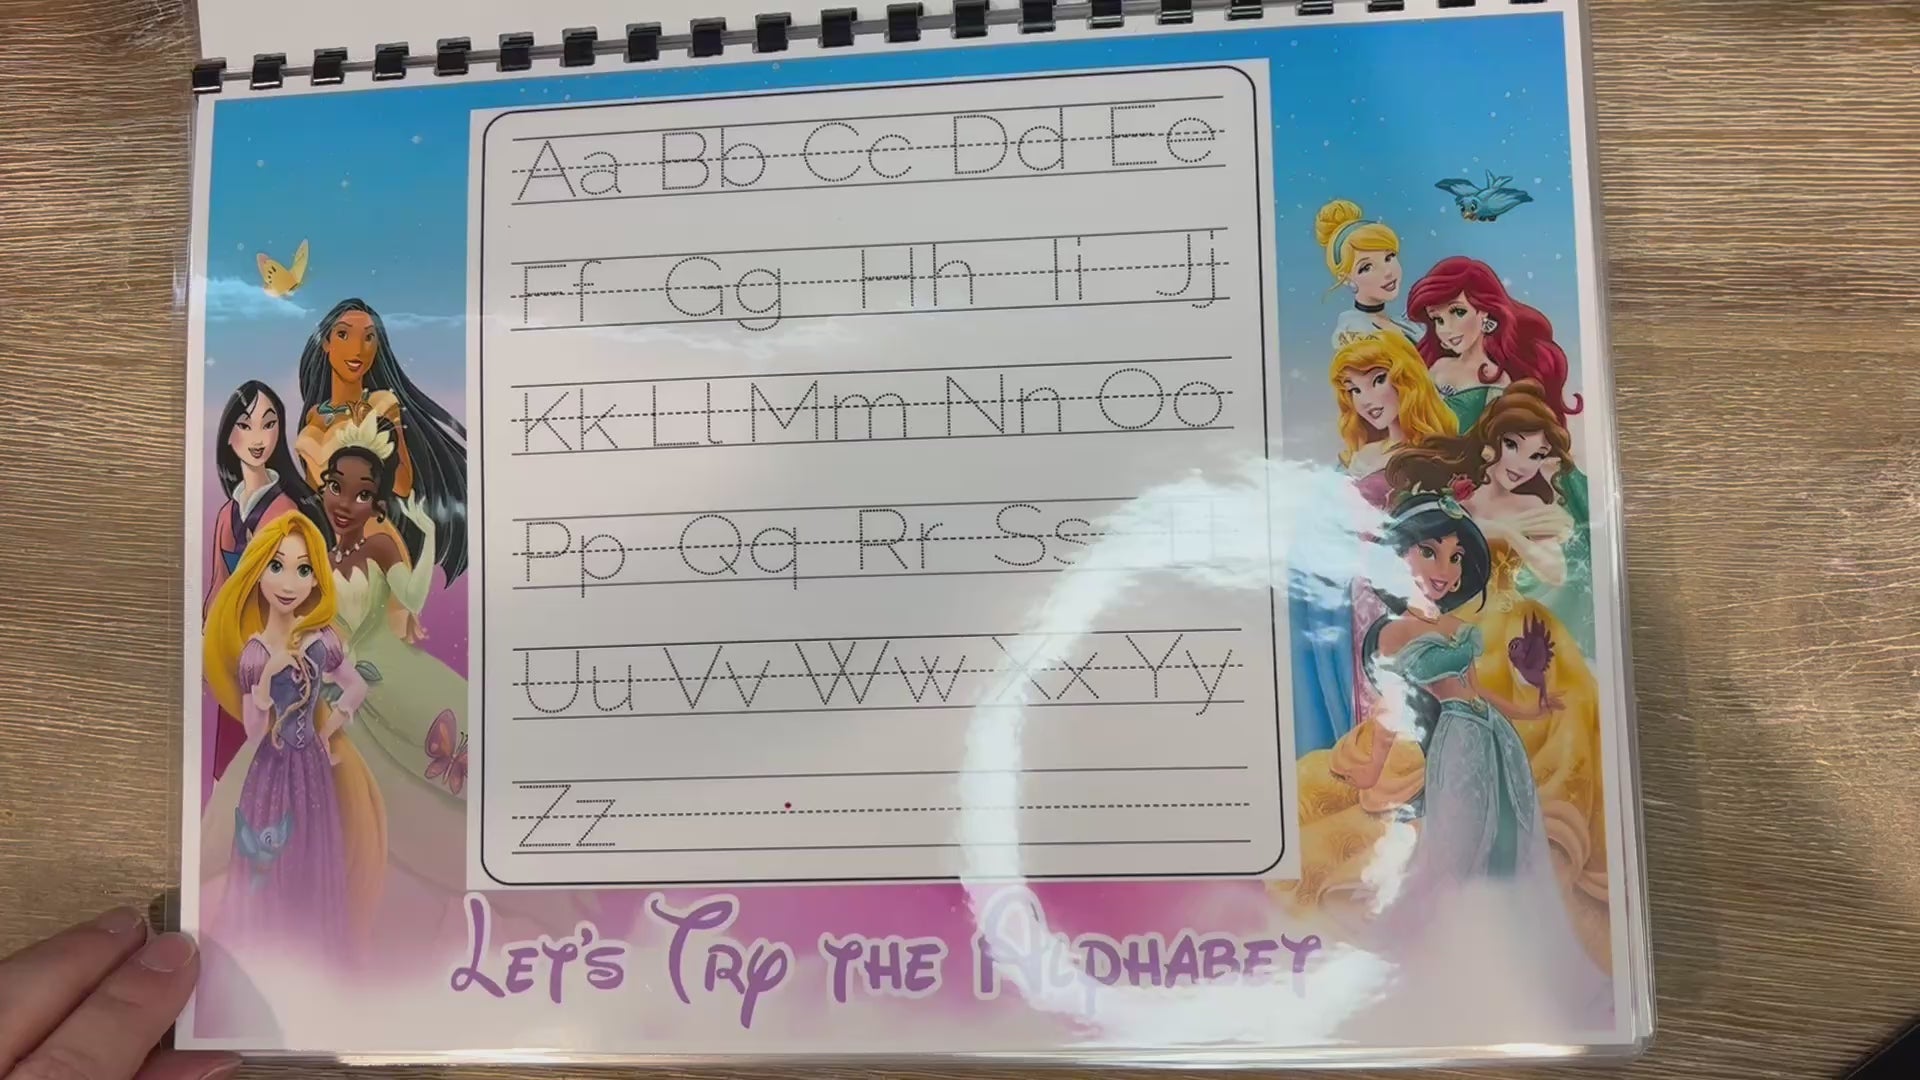 Aa Bb Cc Dd Ee
Ff Gg Hh Ii Jj
Kk Ll Mm Nn Oo
Pp Qq Rr Ss
Uu Vv Ww Xx Yy
Zz
LET'S TRY THE ALPHABET